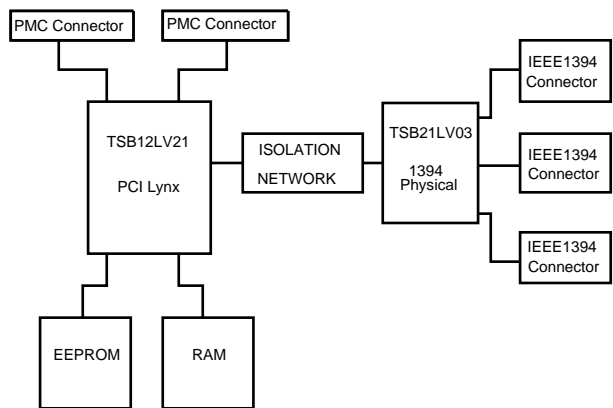 PMC Connector
PMC Connector
TSB12LV21
PCI Lynx
ISOLATION
NETWORK
TSB21LV03
1394
Physical
IEEE1394
Connector
IEEE1394
Connector
IEEE1394
Connector
EEPROM
RAM